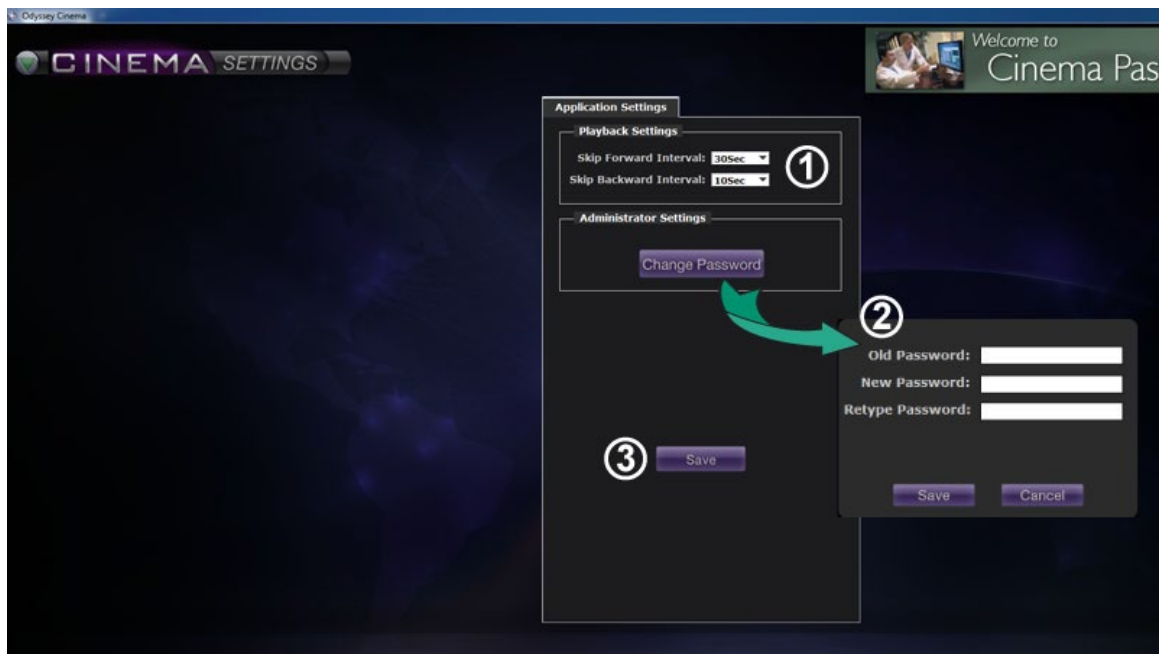 Odyssey Cinema
CINEMA SETTINGS
Welcome to
Cinema Pas
Application Settings
Playback Settings
Skip Forward Interval: 30Sec
Skip Backward Interval: 10Sec
1
Administrator Settings
Change Password
2
Old Password:
New Password:
Retype Password:
3 Save
Save Cancel